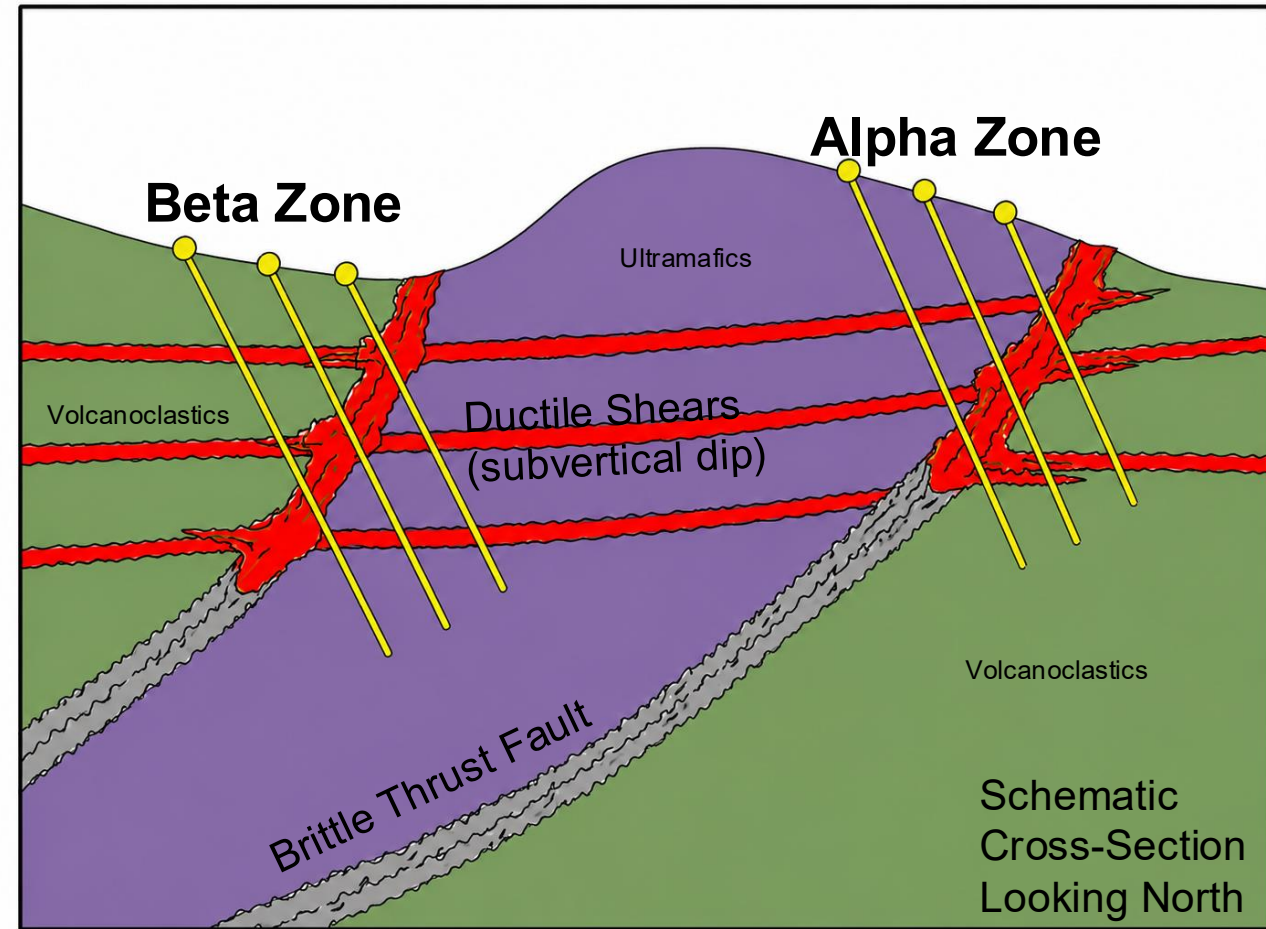 Alpha Zone
Beta Zone
Ultramafics
Volcanoclastics
Ductile Shears
(subvertical dip)
Volcanoclastics
Brittle Thrust Fault
Schematic
Cross-Section
Looking North